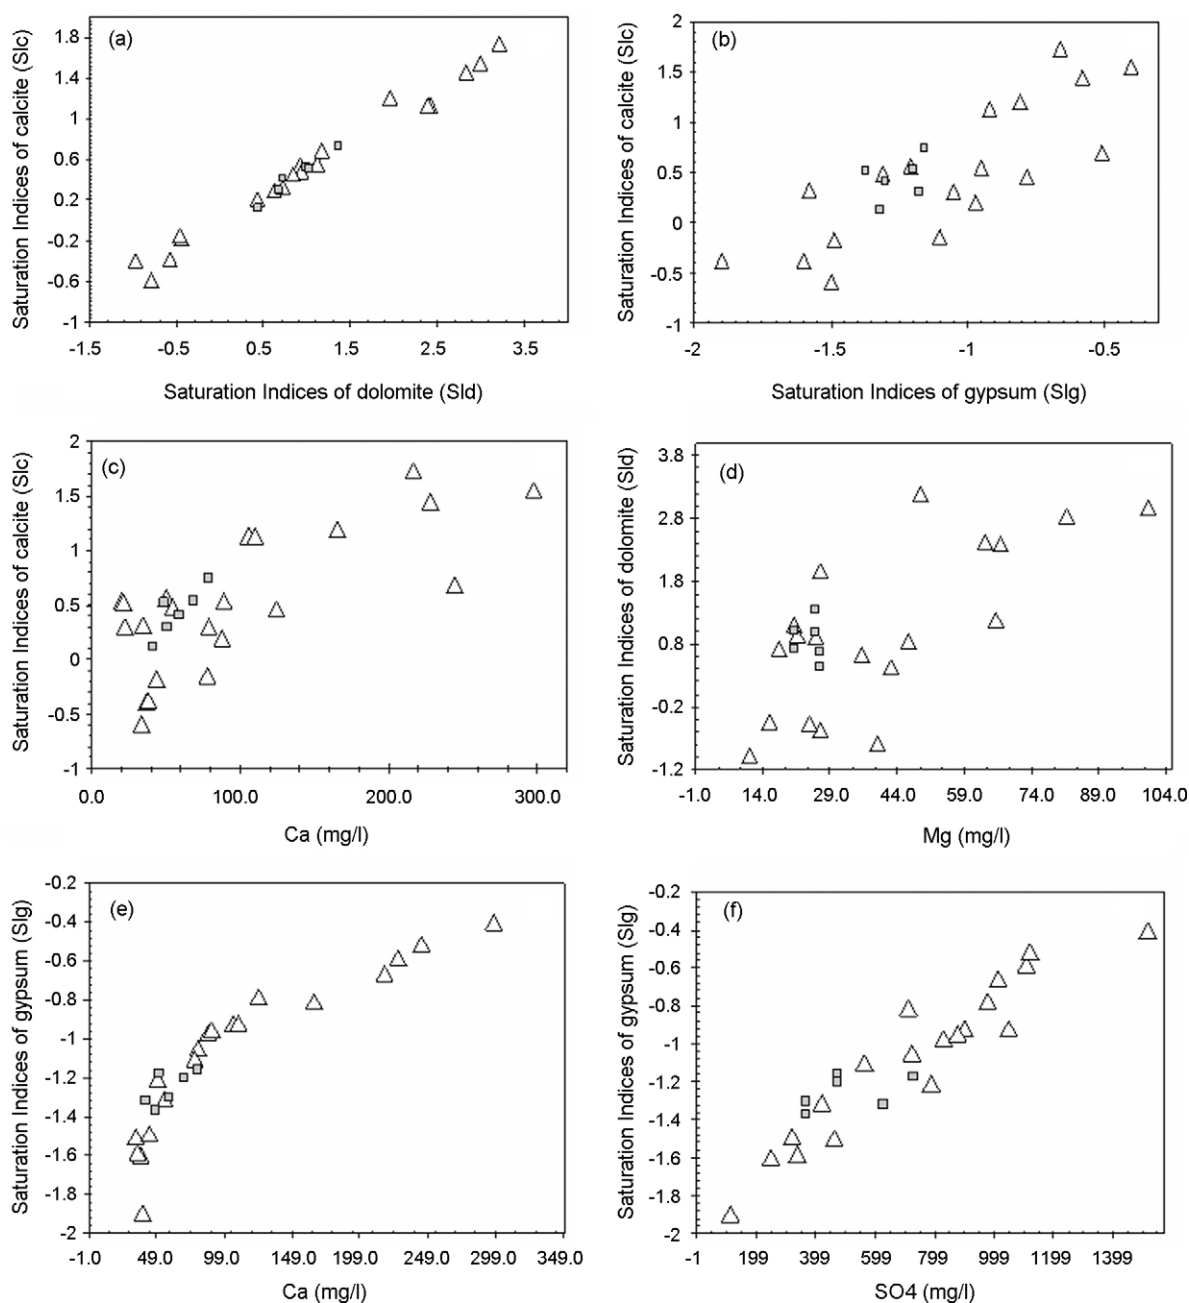 (a)
Saturation Indices of calcite (SIc)
1.8
1.4
1
0.6
0.2
-0.2
-0.6
-1
-1.5 -0.5 0.5 1.5 2.5 3.5
Saturation Indices of dolomite (SId)
(b)
Saturation Indices of calcite (SIc)
2
1.5
1
0.5
0
-0.5
-1
-2 -1.5 -1 -0.5
Saturation Indices of gypsum (SIg)
(c)
Saturation Indices of calcite (SIc)
2
1.5
1
0.5
0
-0.5
-1
0.0 100.0 200.0 300.0
Ca (mg/l)
(d)
Saturation Indices of dolomite (SId)
3.8
2.8
1.8
0.8
-0.2
-1.2
-1.0 14.0 29.0 44.0 59.0 74.0 89.0 104.0
Mg (mg/l)
(e)
Saturation Indices of gypsum (SIg)
-0.2
-0.4
-0.6
-0.8
-1
-1.2
-1.4
-1.6
-1.8
-2
-1.0 49.0 99.0 149.0 199.0 249.0 299.0 349.0
Ca (mg/l)
(f)
Saturation Indices of gypsum (SIg)
-0.2
-0.4
-0.6
-0.8
-1
-1.2
-1.4
-1.6
-1.8
-2
-1 199 399 599 799 999 1199 1399
SO4 (mg/l)